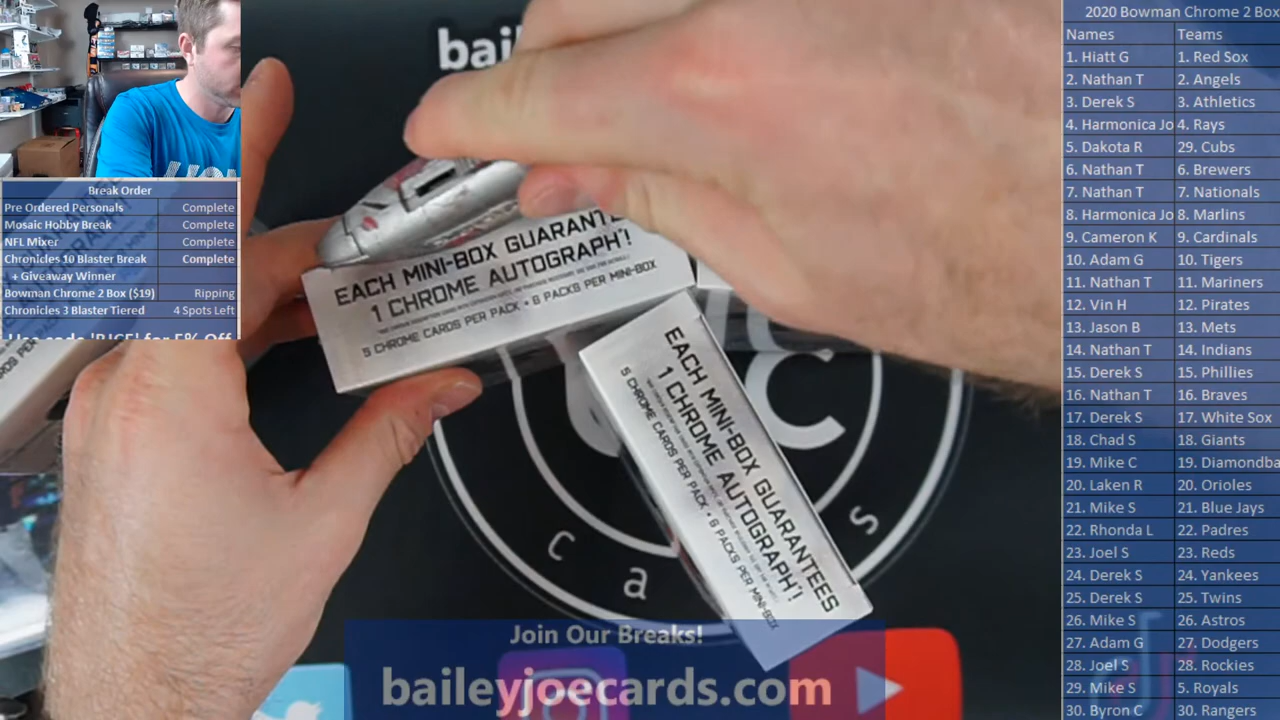 bail
Break Order
Pre Ordered Personals Complete
Mosaic Hobby Break Complete
NFL Mixer Complete
Chronicles 10 Blaster Break Complete
+ Giveaway Winner
Bowman Chrome 2 Box ($19) Ripping
Chronicles 3 Blaster Tiered 4 Spots Left
EACH MINI-BOX GUARANTE
1 CHROME AUTOGRAPH*!
5 CHROME CARDS PER PACK • 6 PACKS PER MINI-BOX
EACH MINI-BOX GUARANTEES
1 CHROME AUTOGRAPH*!
5 CHROME CARDS PER PACK • 6 PACKS PER MINI-BOX
C
c a s
Join Our Breaks!
baileyjoecards.com
2020 Bowman Chrome 2 Box
Names Teams
1. Hiatt G 1. Red Sox
2. Nathan T 2. Angels
3. Derek S 3. Athletics
4. Harmonica Jo 4. Rays
5. Dakota R 29. Cubs
6. Nathan T 6. Brewers
7. Nathan T 7. Nationals
8. Harmonica Jo 8. Marlins
9. Cameron K 9. Cardinals
10. Adam G 10. Tigers
11. Nathan T 11. Mariners
12. Vin H 12. Pirates
13. Jason B 13. Mets
14. Nathan T 14. Indians
15. Derek S 15. Phillies
16. Nathan T 16. Braves
17. Derek S 17. White Sox
18. Chad S 18. Giants
19. Mike C 19. Diamondba
20. Laken R 20. Orioles
21. Mike S 21. Blue Jays
22. Rhonda L 22. Padres
23. Joel S 23. Reds
24. Derek S 24. Yankees
25. Derek S 25. Twins
26. Mike S 26. Astros
27. Adam G 27. Dodgers
28. Joel S 28. Rockies
29. Mike S 5. Royals
30. Byron C 30. Rangers